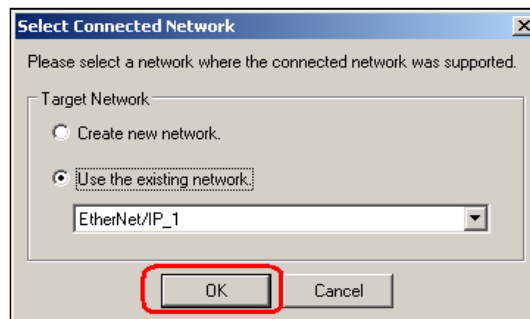 Select Connected Network
Please select a network where the connected network was supported.
Target Network
Create new network.
Use the existing network.
EtherNet/IP_1
OK Cancel